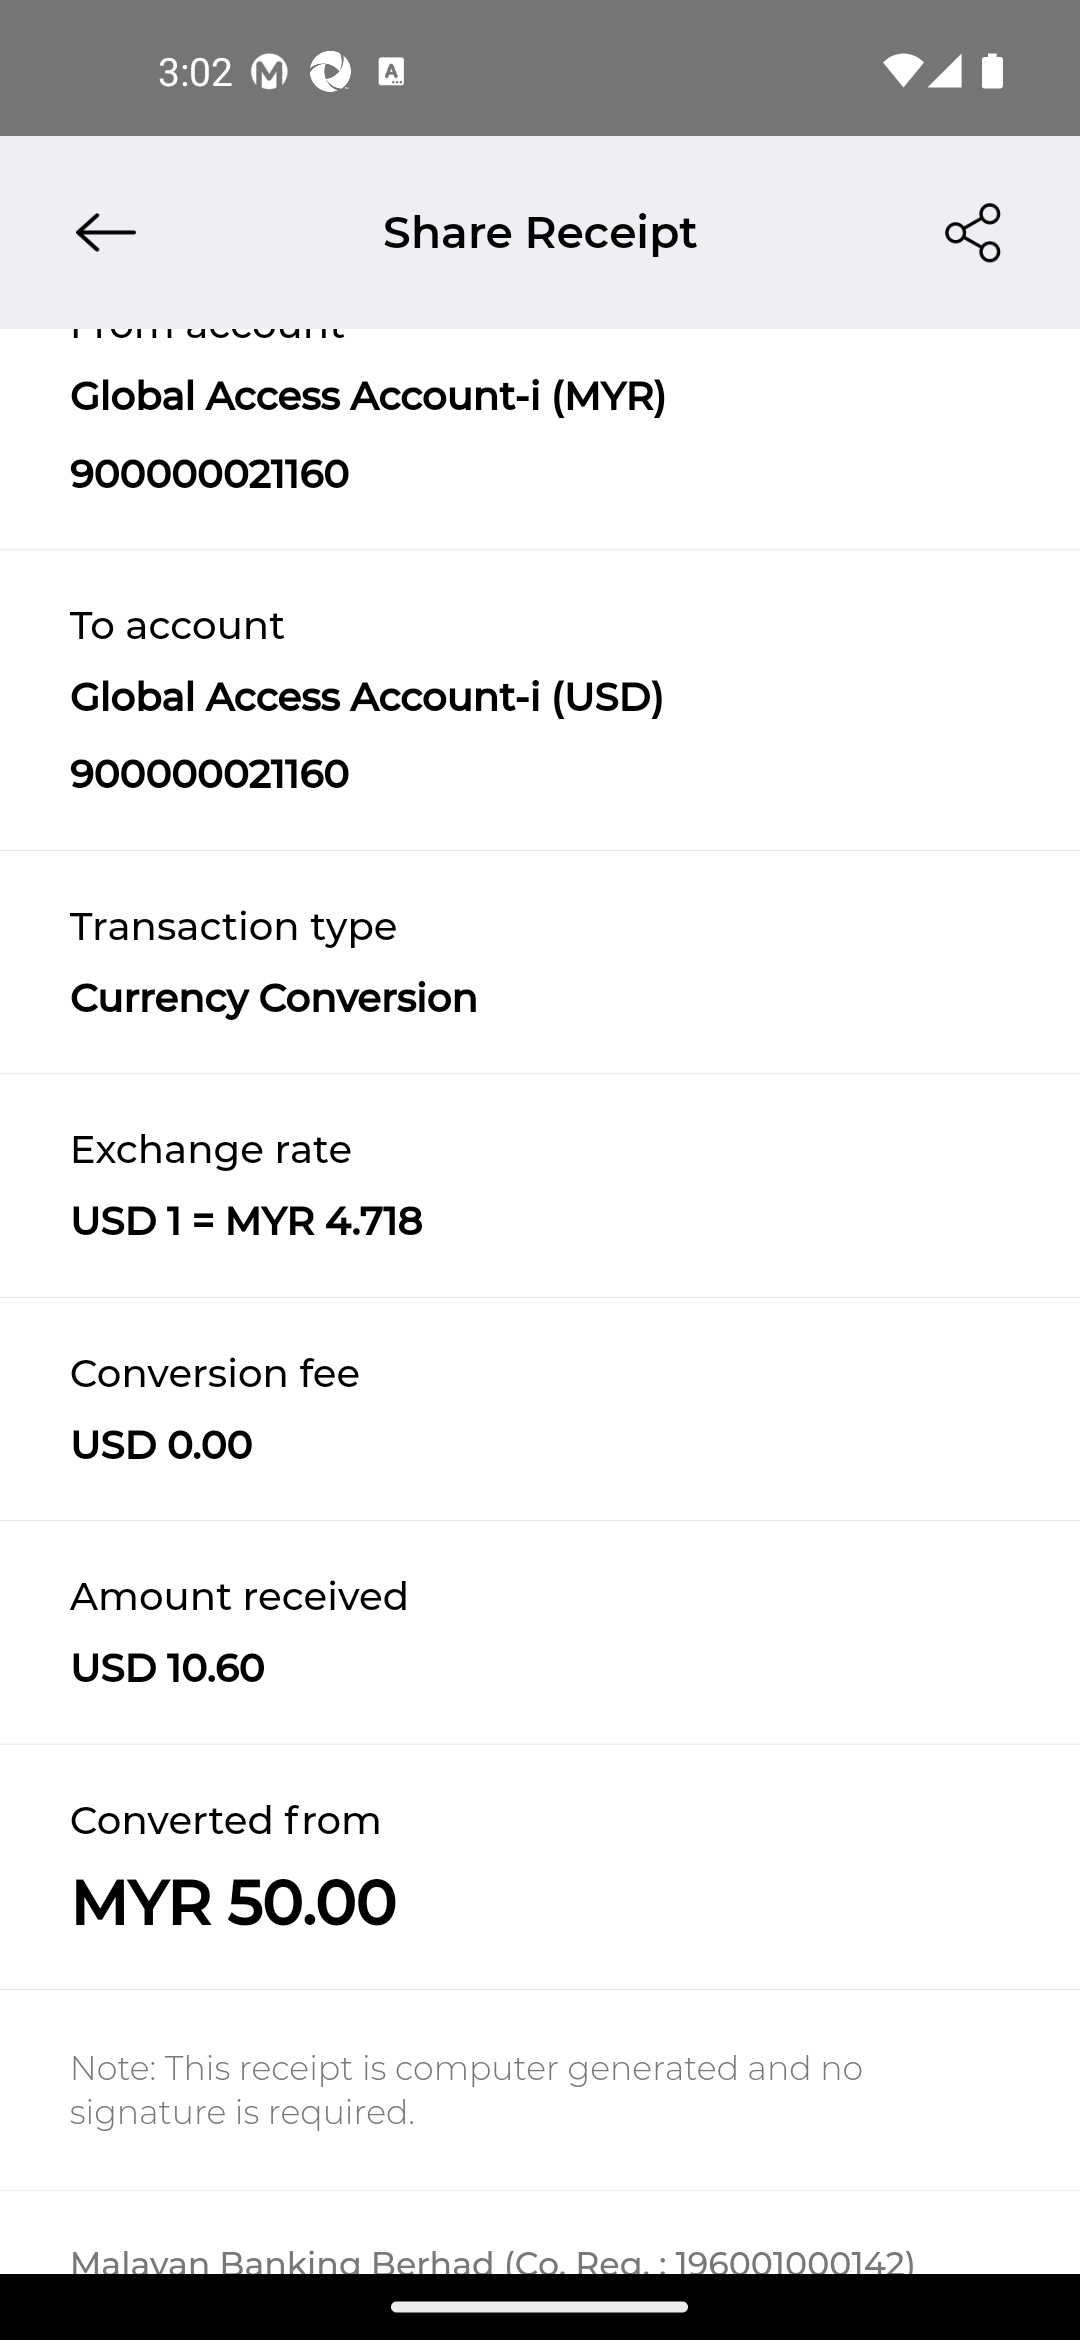 3:02
Share Receipt
From account
Global Access Account-i (MYR)
900000021160
To account
Global Access Account-i (USD)
900000021160
Transaction type
Currency Conversion
Exchange rate
USD 1 = MYR 4.718
Conversion fee
USD 0.00
Amount received
USD 10.60
Converted from
MYR 50.00
Note: This receipt is computer generated and no
signature is required.
Malayan Banking Berhad (Co. Reg. : 196001000142)